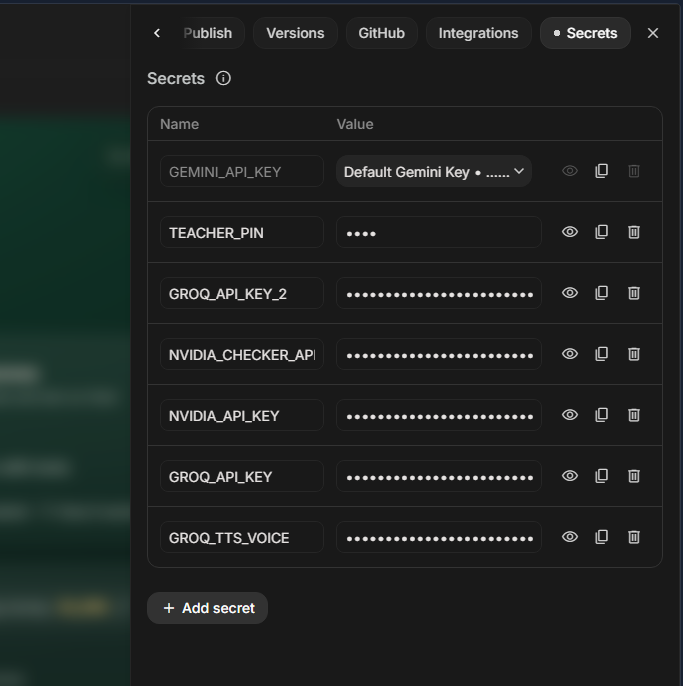 Publish Versions GitHub Integrations Secrets
Secrets
Name Value
GEMINI_API_KEY Default Gemini Key • ......
TEACHER_PIN ••••
GROQ_API_KEY_2 ••••••••••••••••••••••••
NVIDIA_CHECKER_API ••••••••••••••••••••••••
NVIDIA_API_KEY ••••••••••••••••••••••••
GROQ_API_KEY ••••••••••••••••••••••••
GROQ_TTS_VOICE ••••••••••••••••••••••••
+ Add secret